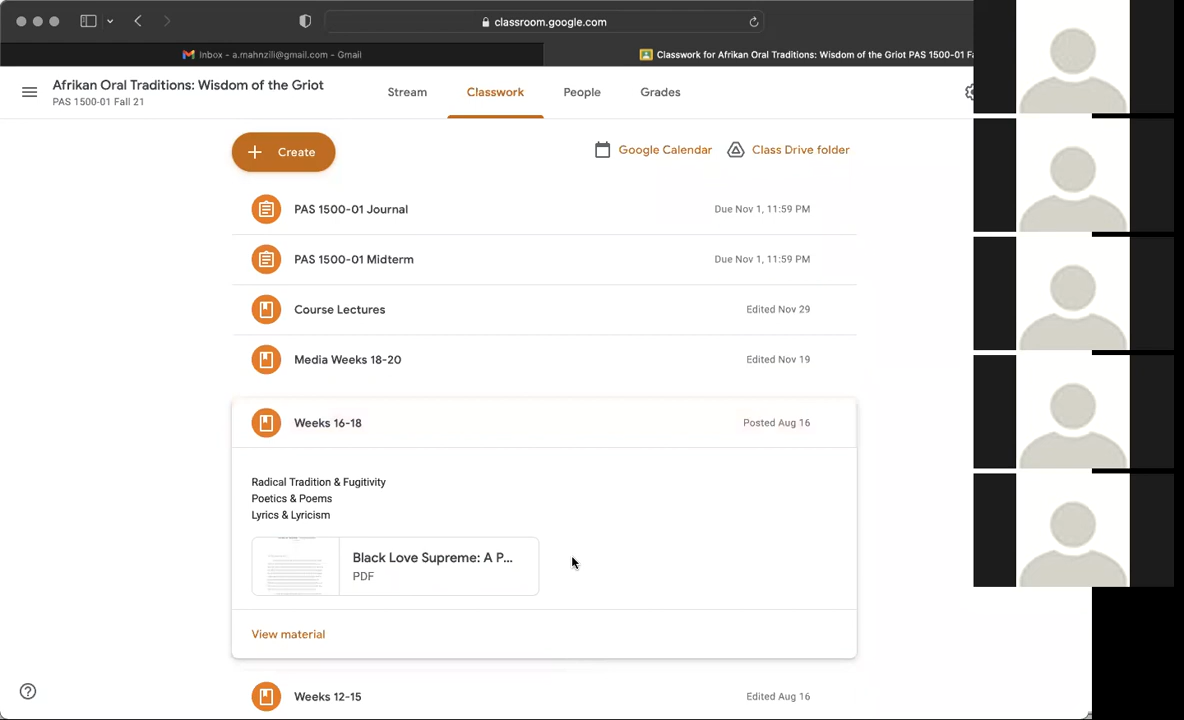 classroom.google.com
Inbox - a.mahnzili@gmail.com - Gmail
Classwork for Afrikan Oral Traditions: Wisdom of the Griot PAS 1500-01 Fa
Afrikan Oral Traditions: Wisdom of the Griot
PAS 1500-01 Fall 21
Stream
Classwork
People
Grades
Create
Google Calendar
Class Drive folder
PAS 1500-01 Journal
Due Nov 1, 11:59 PM
PAS 1500-01 Midterm
Due Nov 1, 11:59 PM
Course Lectures
Edited Nov 29
Media Weeks 18-20
Edited Nov 19
Weeks 16-18
Posted Aug 16
Radical Tradition & Fugitivity
Poetics & Poems
Lyrics & Lyricism
Black Love Supreme: A P...
PDF
View material
Weeks 12-15
Edited Aug 16